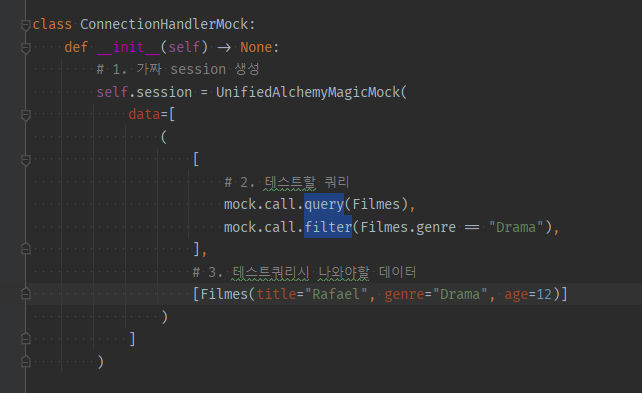 class ConnectionHandlerMock:
    def __init__(self) -> None:
        # 1. 가짜 session 생성
        self.session = UnifiedAlchemyMagicMock(
            data=[
                (
                    [
                        # 2. 테스트할 쿼리
                        mock.call.query(Filmes),
                        mock.call.filter(Filmes.genre == "Drama"),
                    ],
                    # 3. 테스트쿼리시 나와야할 데이터
                    [Filmes(title="Rafael", genre="Drama", age=12)]
                )
            ]
        )